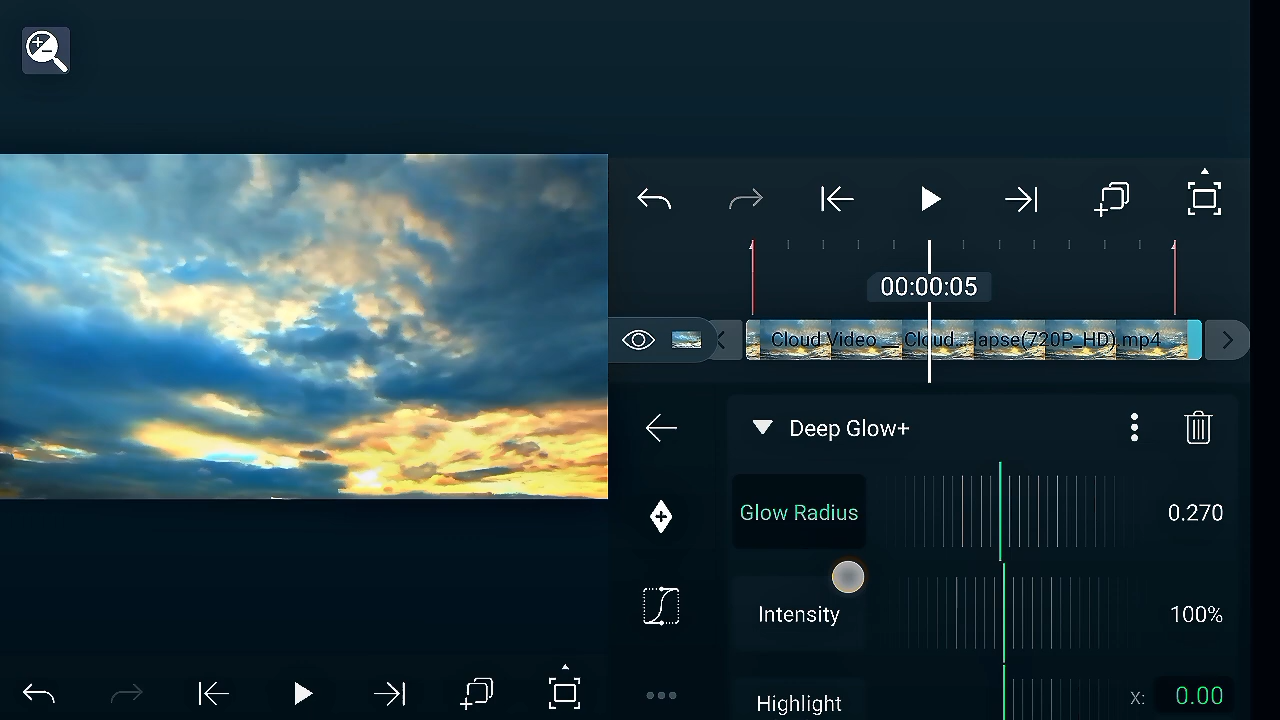 00:00:05
Cloud Video __ Cloud... lapse(720P_HD).mp4
Deep Glow+
Glow Radius
0.270
Intensity
100%
Highlight
X:
0.00